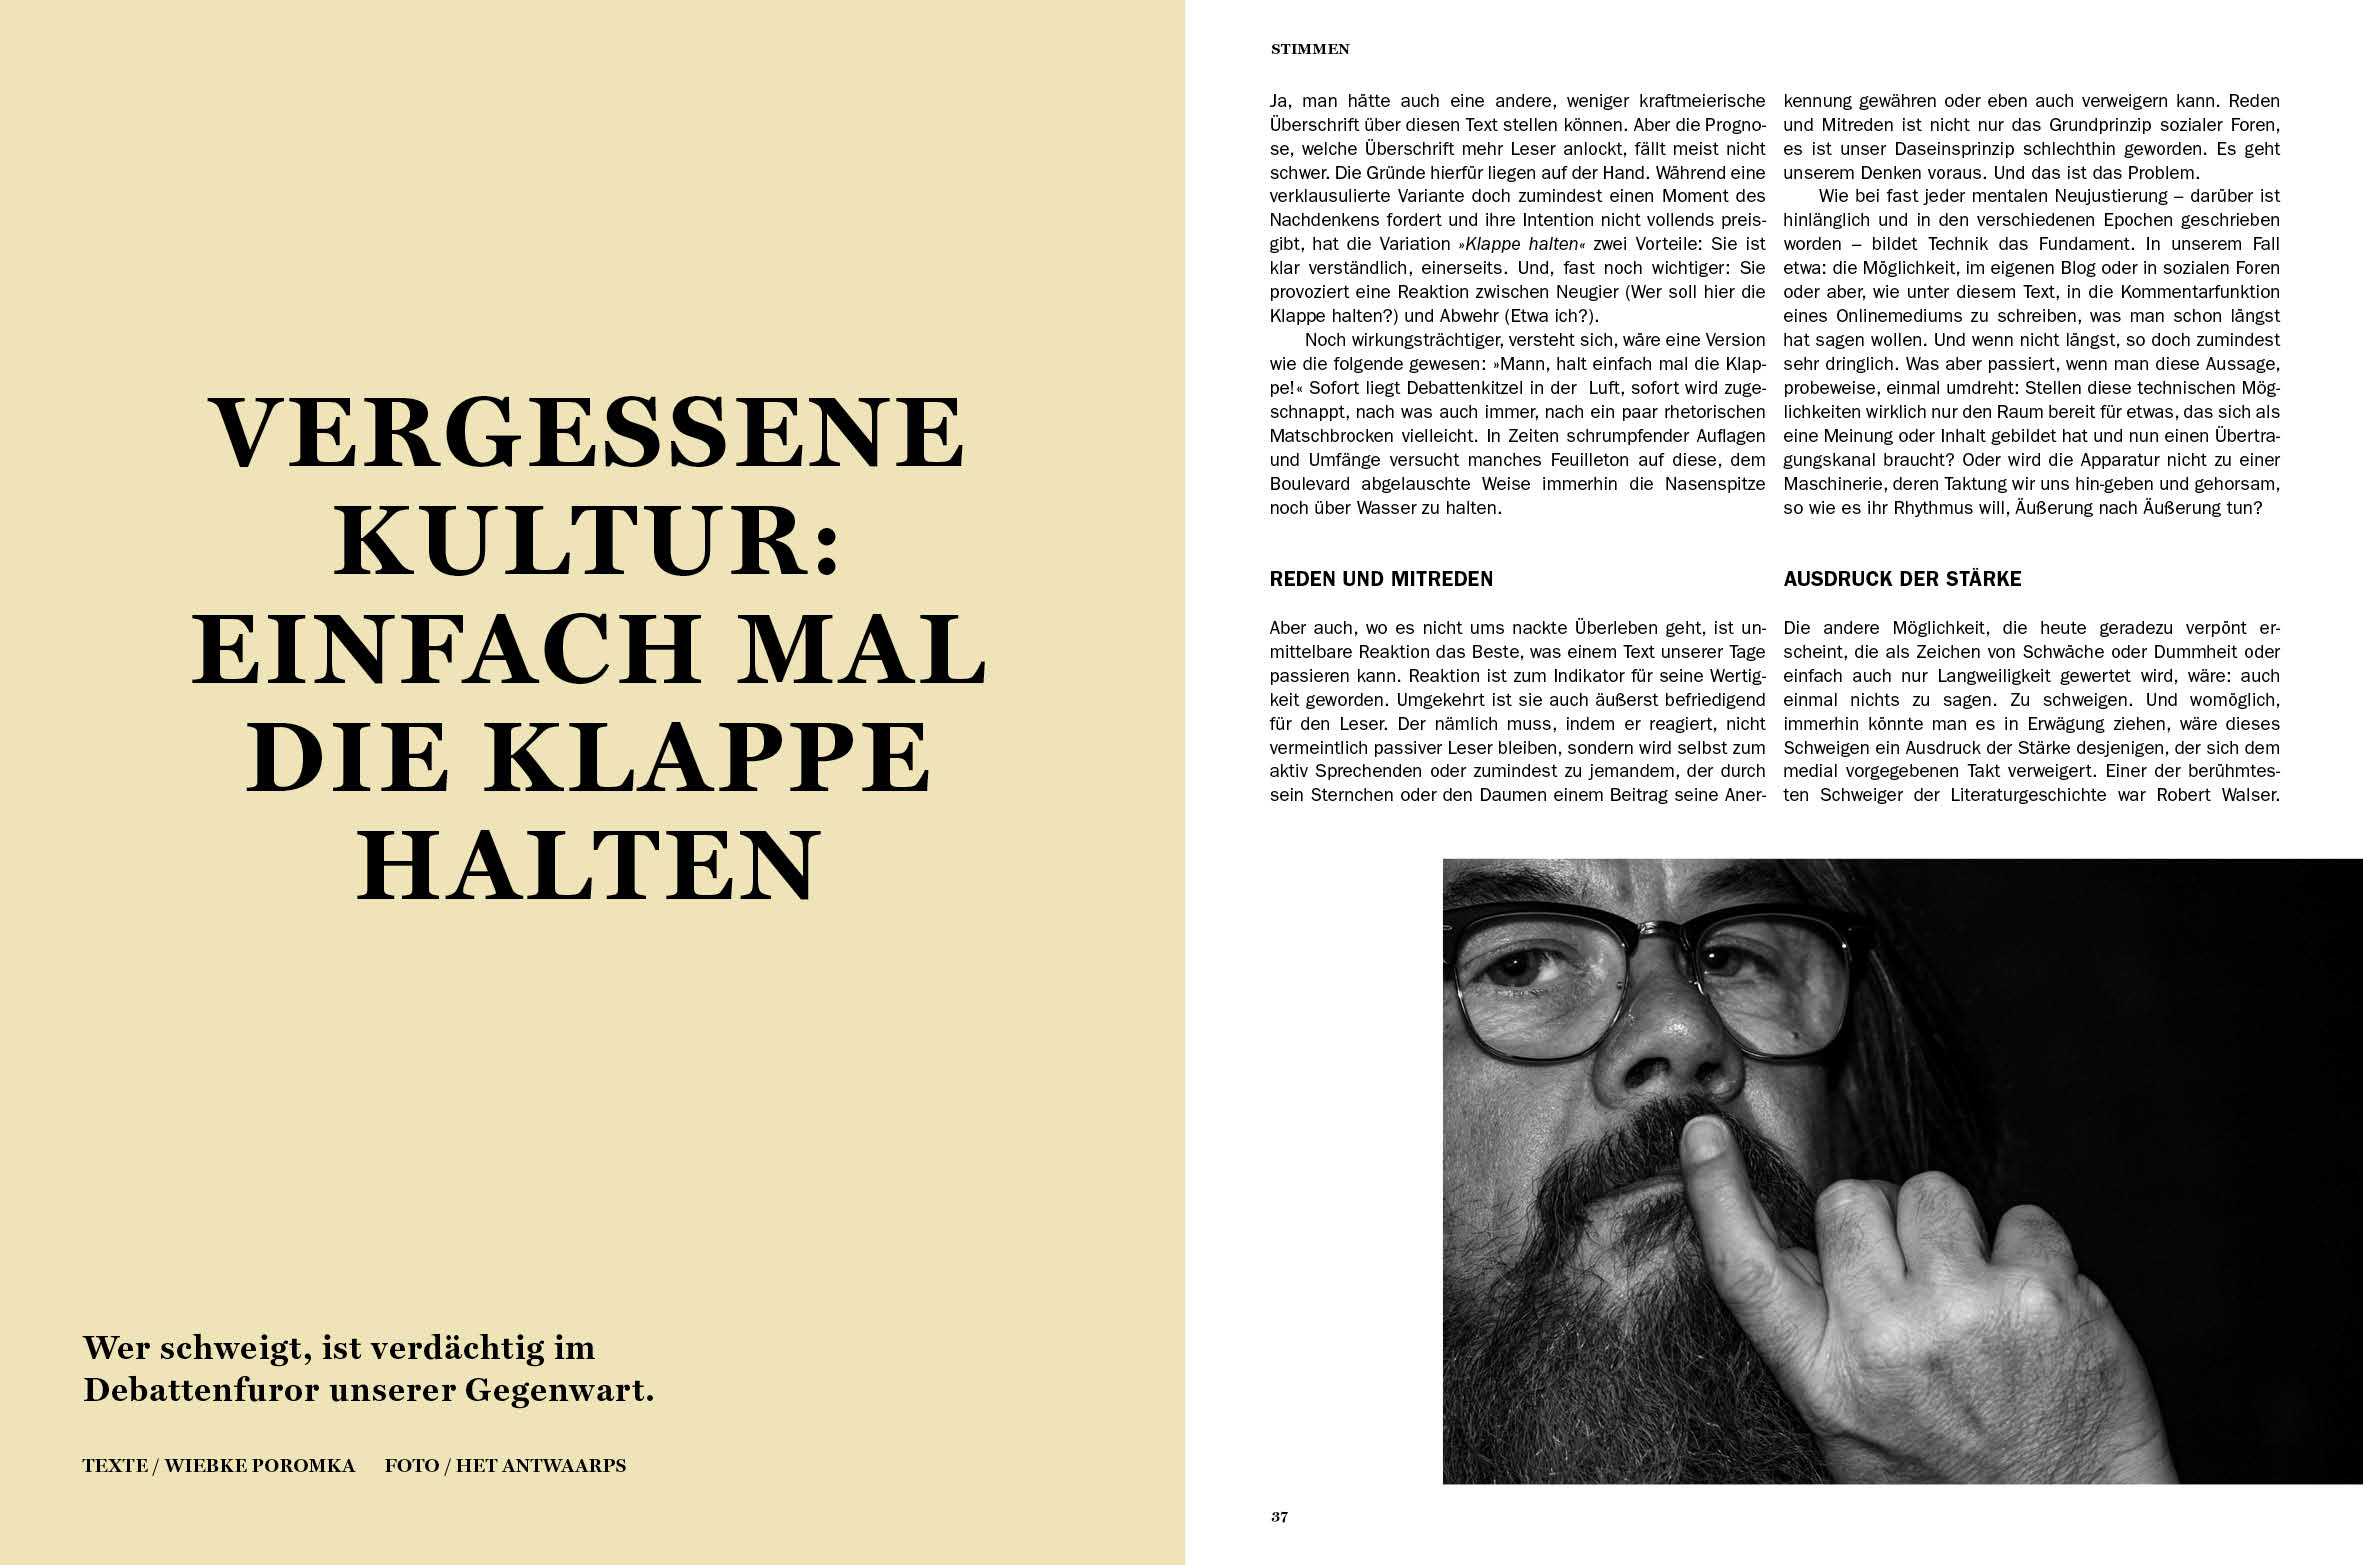 VERGESSENE
KULTUR:
EINFACH MAL
DIE KLAPPE
HALTEN
Wer schweigt, ist verdächtig im
Debattenfuror unserer Gegenwart.
TEXTE / WIEBKE POROMKA FOTO / HET ANTWAARPS
STIMMEN
Ja, man hätte auch eine andere, weniger kraftmeierische
Überschrift über diesen Text stellen können. Aber die Progno-
se, welche Überschrift mehr Leser anlockt, fällt meist nicht
schwer. Die Gründe hierfür liegen auf der Hand. Während eine
verklausulierte Variante doch zumindest einen Moment des
Nachdenkens fordert und ihre Intention nicht vollends preis-
gibt, hat die Variation »Klappe halten« zwei Vorteile: Sie ist
klar verständlich, einerseits. Und, fast noch wichtiger: Sie
provoziert eine Reaktion zwischen Neugier (Wer soll hier die
Klappe halten?) und Abwehr (Etwa ich?).
Noch wirkungsträchtiger, versteht sich, wäre eine Version
wie die folgende gewesen: »Mann, halt einfach mal die Klap-
pe!« Sofort liegt Debattenkitzel in der Luft, sofort wird zuge-
schnappt, nach was auch immer, nach ein paar rhetorischen
Matschbrocken vielleicht. In Zeiten schrumpfender Auflagen
und Umfänge versucht manches Feuilleton auf diese, dem
Boulevard abgelauschte Weise immerhin die Nasenspitze
noch über Wasser zu halten.
REDEN UND MITREDEN
Aber auch, wo es nicht ums nackte Überleben geht, ist un-
mittelbare Reaktion das Beste, was einem Text unserer Tage
passieren kann. Reaktion ist zum Indikator für seine Wertig-
keit geworden. Umgekehrt ist sie auch äußerst befriedigend
für den Leser. Der nämlich muss, indem er reagiert, nicht
vermeintlich passiver Leser bleiben, sondern wird selbst zum
aktiv Sprechenden oder zumindest zu jemandem, der durch
sein Sternchen oder den Daumen einem Beitrag seine Aner-
kennung gewähren oder eben auch verweigern kann. Reden
und Mitreden ist nicht nur das Grundprinzip sozialer Foren,
es ist unser Daseinsprinzip schlechthin geworden. Es geht
unserem Denken voraus. Und das ist das Problem.
Wie bei fast jeder mentalen Neujustierung – darüber ist
hinlänglich und in den verschiedenen Epochen geschrieben
worden – bildet Technik das Fundament. In unserem Fall
etwa: die Möglichkeit, im eigenen Blog oder in sozialen Foren
oder aber, wie unter diesem Text, in die Kommentarfunktion
eines Onlinemediums zu schreiben, was man schon längst
hat sagen wollen. Und wenn nicht längst, so doch zumindest
sehr dringlich. Was aber passiert, wenn man diese Aussage,
probeweise, einmal umdreht: Stellen diese technischen Mög-
lichkeiten wirklich nur den Raum bereit für etwas, das sich als
eine Meinung oder Inhalt gebildet hat und nun einen Übertra-
gungskanal braucht? Oder wird die Apparatur nicht zu einer
Maschinerie, deren Taktung wir uns hin-geben und gehorsam,
so wie es ihr Rhythmus will, Äußerung nach Äußerung tun?
AUSDRUCK DER STÄRKE
Die andere Möglichkeit, die heute geradezu verpönt er-
scheint, die als Zeichen von Schwäche oder Dummheit oder
einfach auch nur Langweiligkeit gewertet wird, wäre: auch
einmal nichts zu sagen. Zu schweigen. Und womöglich,
immerhin könnte man es in Erwägung ziehen, wäre dieses
Schweigen ein Ausdruck der Stärke desjenigen, der sich dem
medial vorgegebenen Takt verweigert. Einer der berühmtes-
ten Schweiger der Literaturgeschichte war Robert Walser.
37